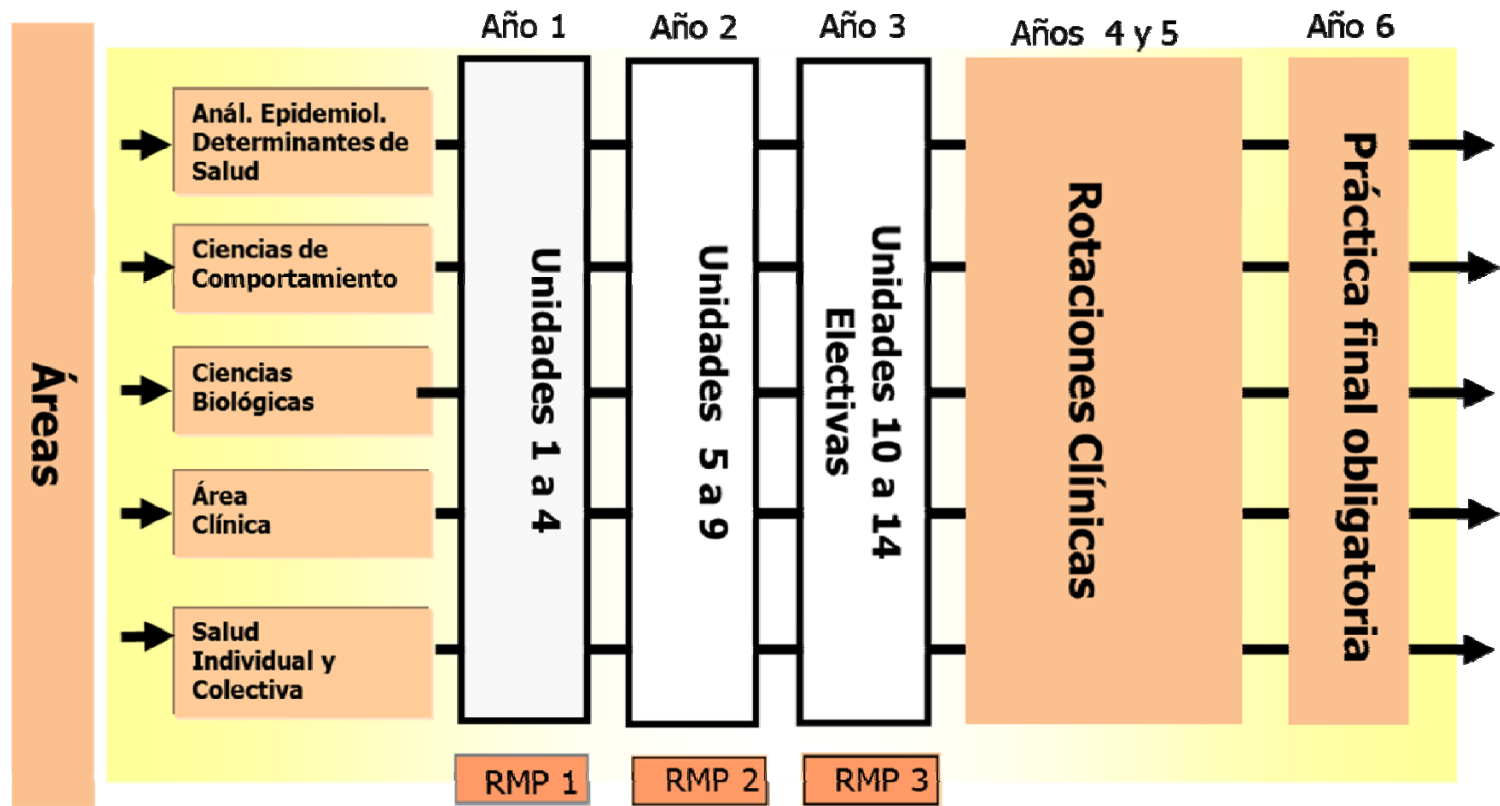 Año 1
Año 2
Año 3
Años 4 y 5
Año 6
Áreas
Anál. Epidemiol.
Determinantes de
Salud
Ciencias de
Comportamiento
Ciencias
Biológicas
Área
Clínica
Salud
Individual y
Colectiva
Unidades 1 a 4
Unidades 5 a 9
Unidades 10 a 14
Electivas
Rotaciones Clínicas
Práctica final obligatoria
RMP 1
RMP 2
RMP 3